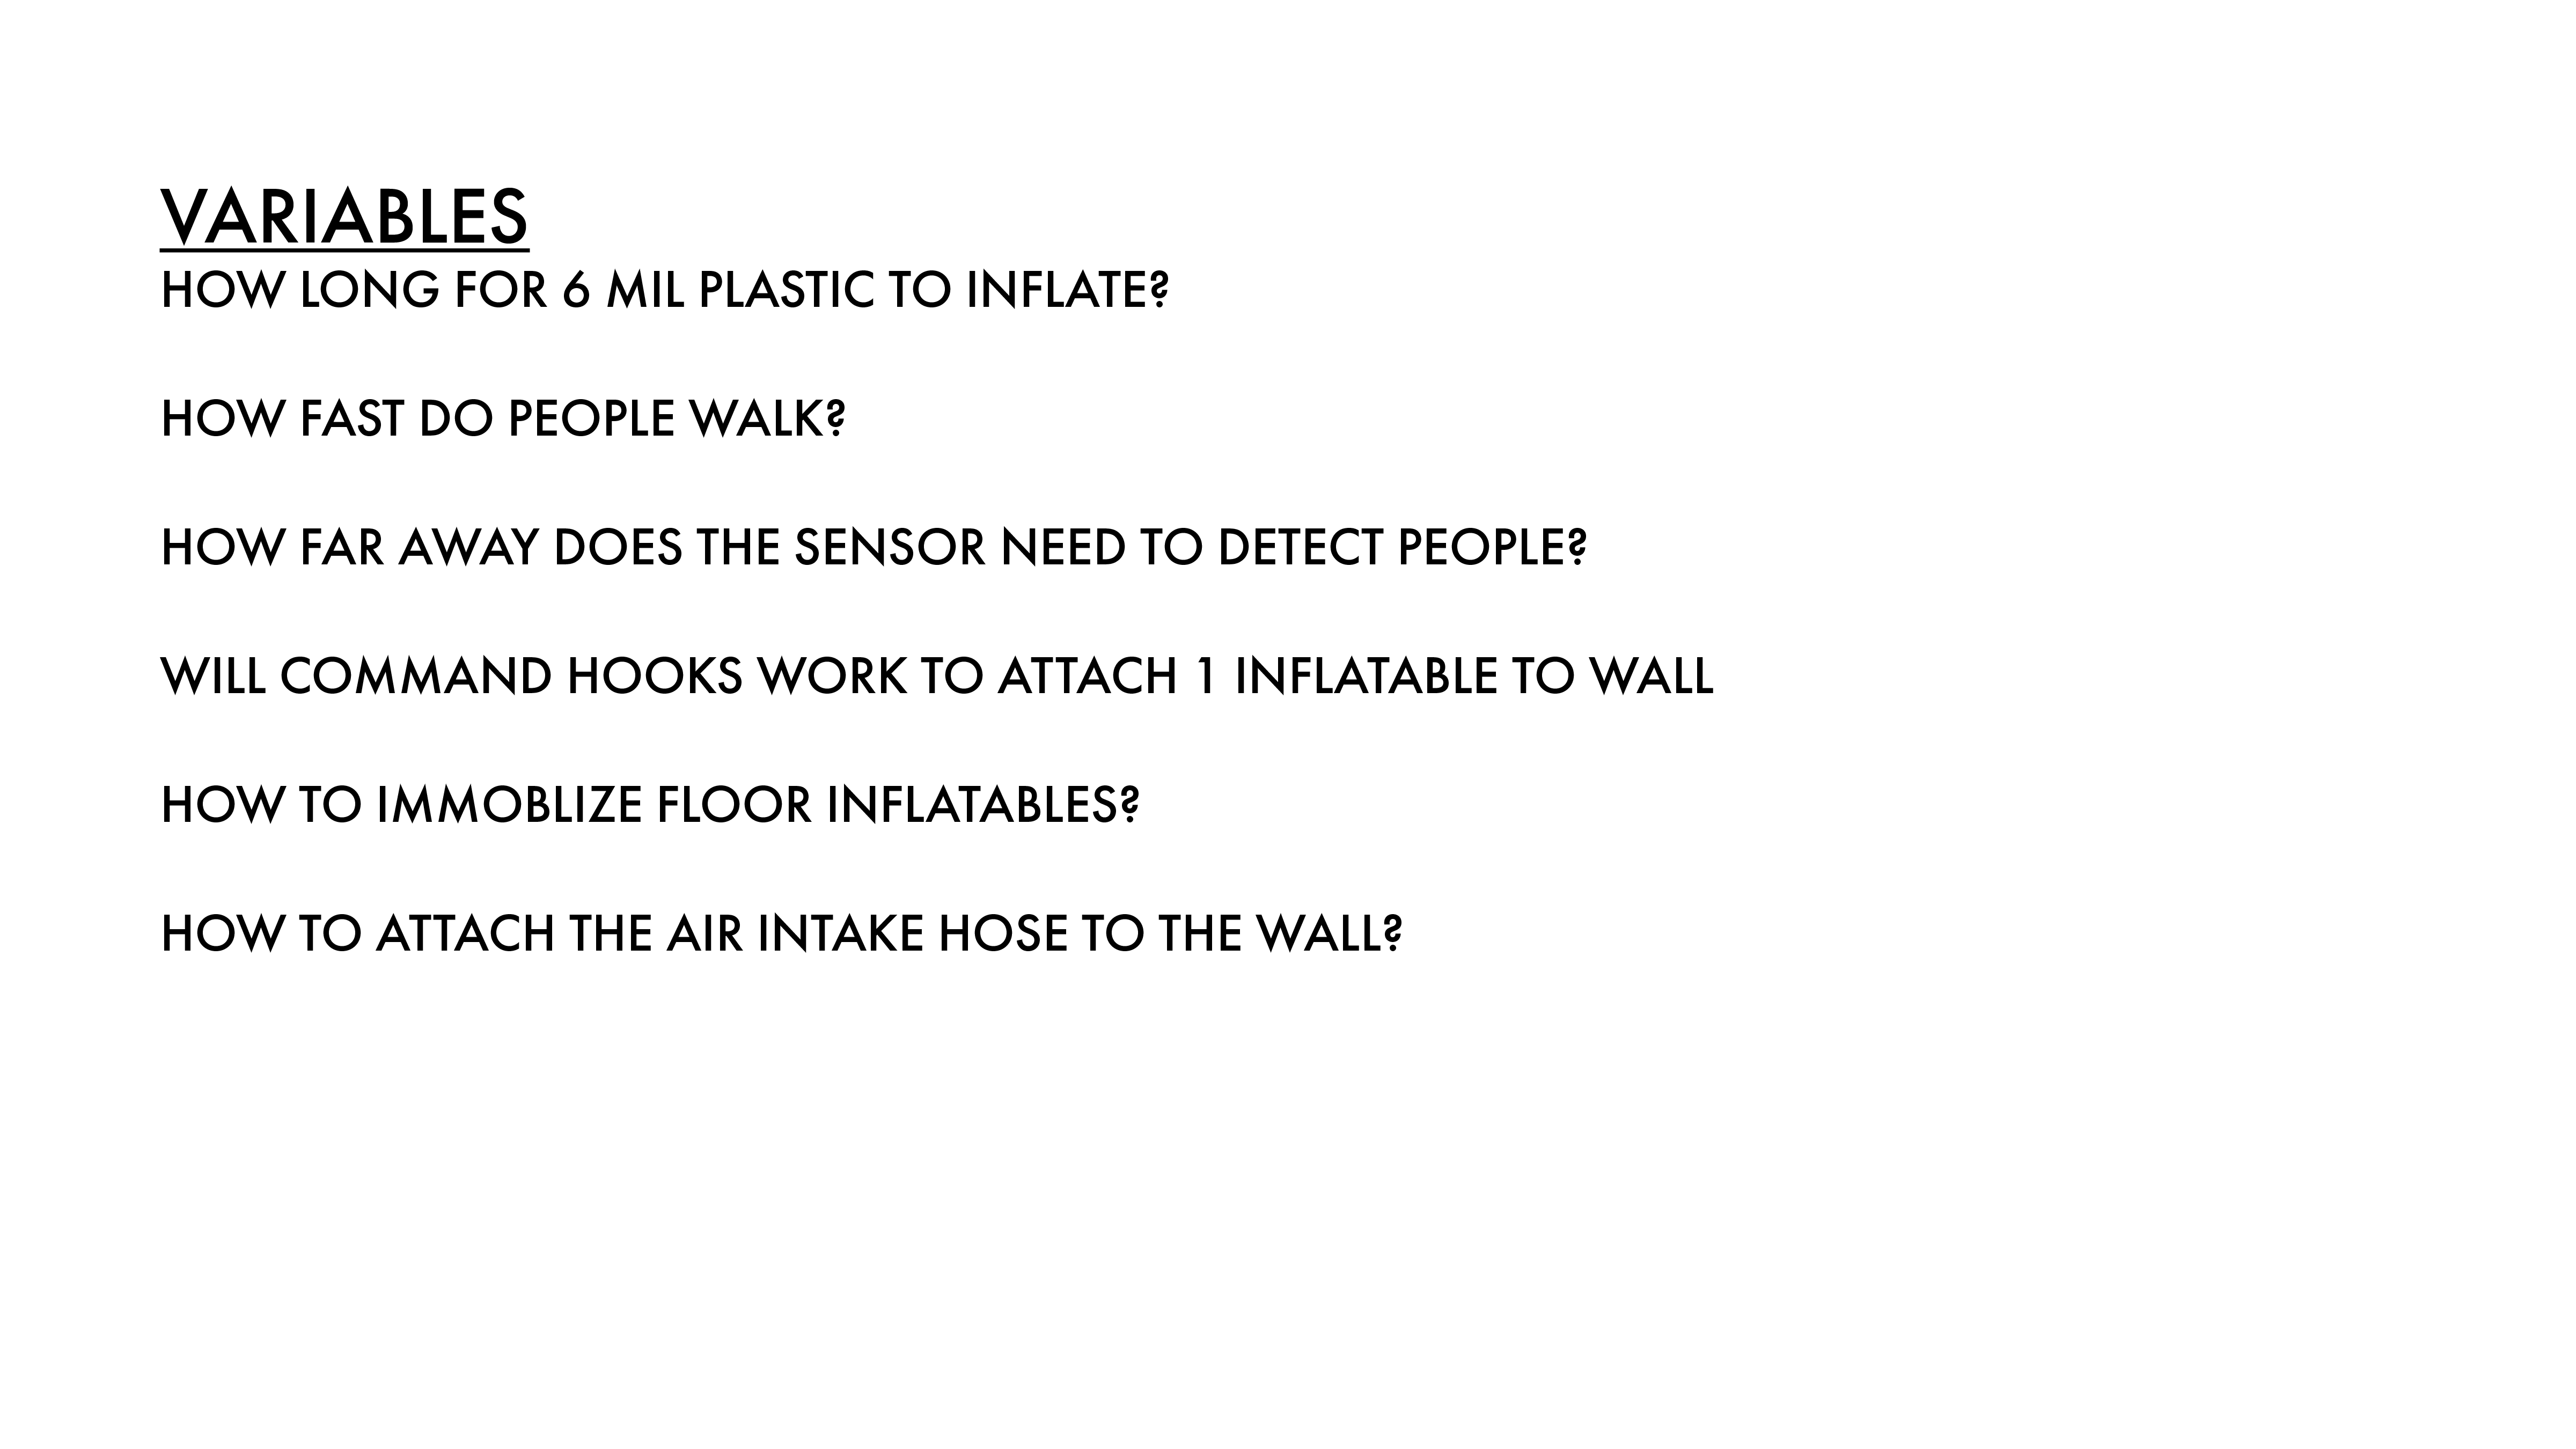 VARIABLES
HOW LONG FOR 6 MIL PLASTIC TO INFLATE?
HOW FAST DO PEOPLE WALK?
HOW FAR AWAY DOES THE SENSOR NEED TO DETECT PEOPLE?
WILL COMMAND HOOKS WORK TO ATTACH 1 INFLATABLE TO WALL
HOW TO IMMOBLIZE FLOOR INFLATABLES?
HOW TO ATTACH THE AIR INTAKE HOSE TO THE WALL?